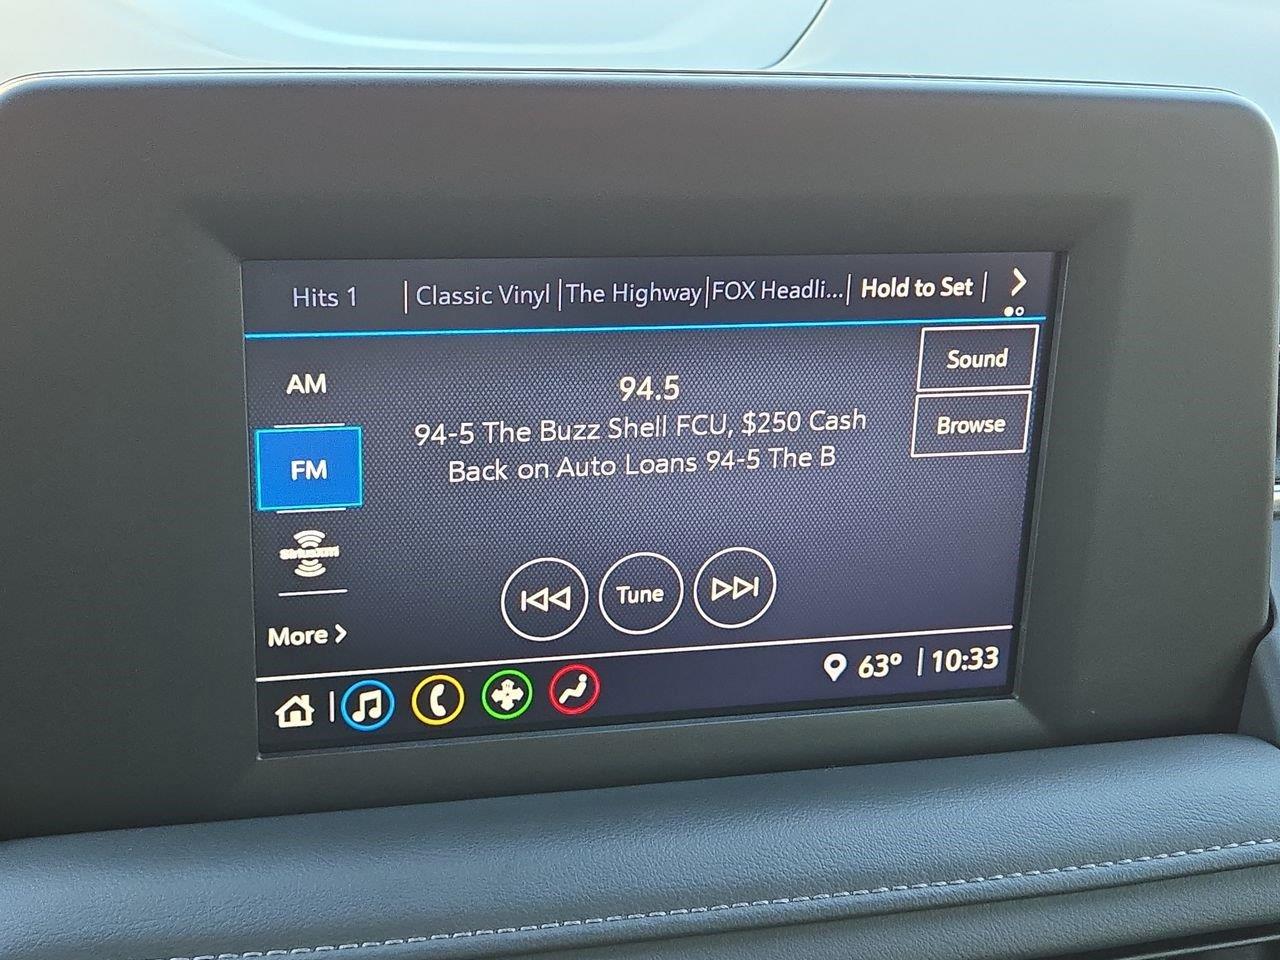 Hits 1 | Classic Vinyl | The Highway | FOX Headli... | Hold to Set |
AM
94.5
Sound
94-5 The Buzz Shell FCU, $250 Cash
Browse
Back on Auto Loans 94-5 The B
FM
SiriusXM
Tune
More
63° | 10:33